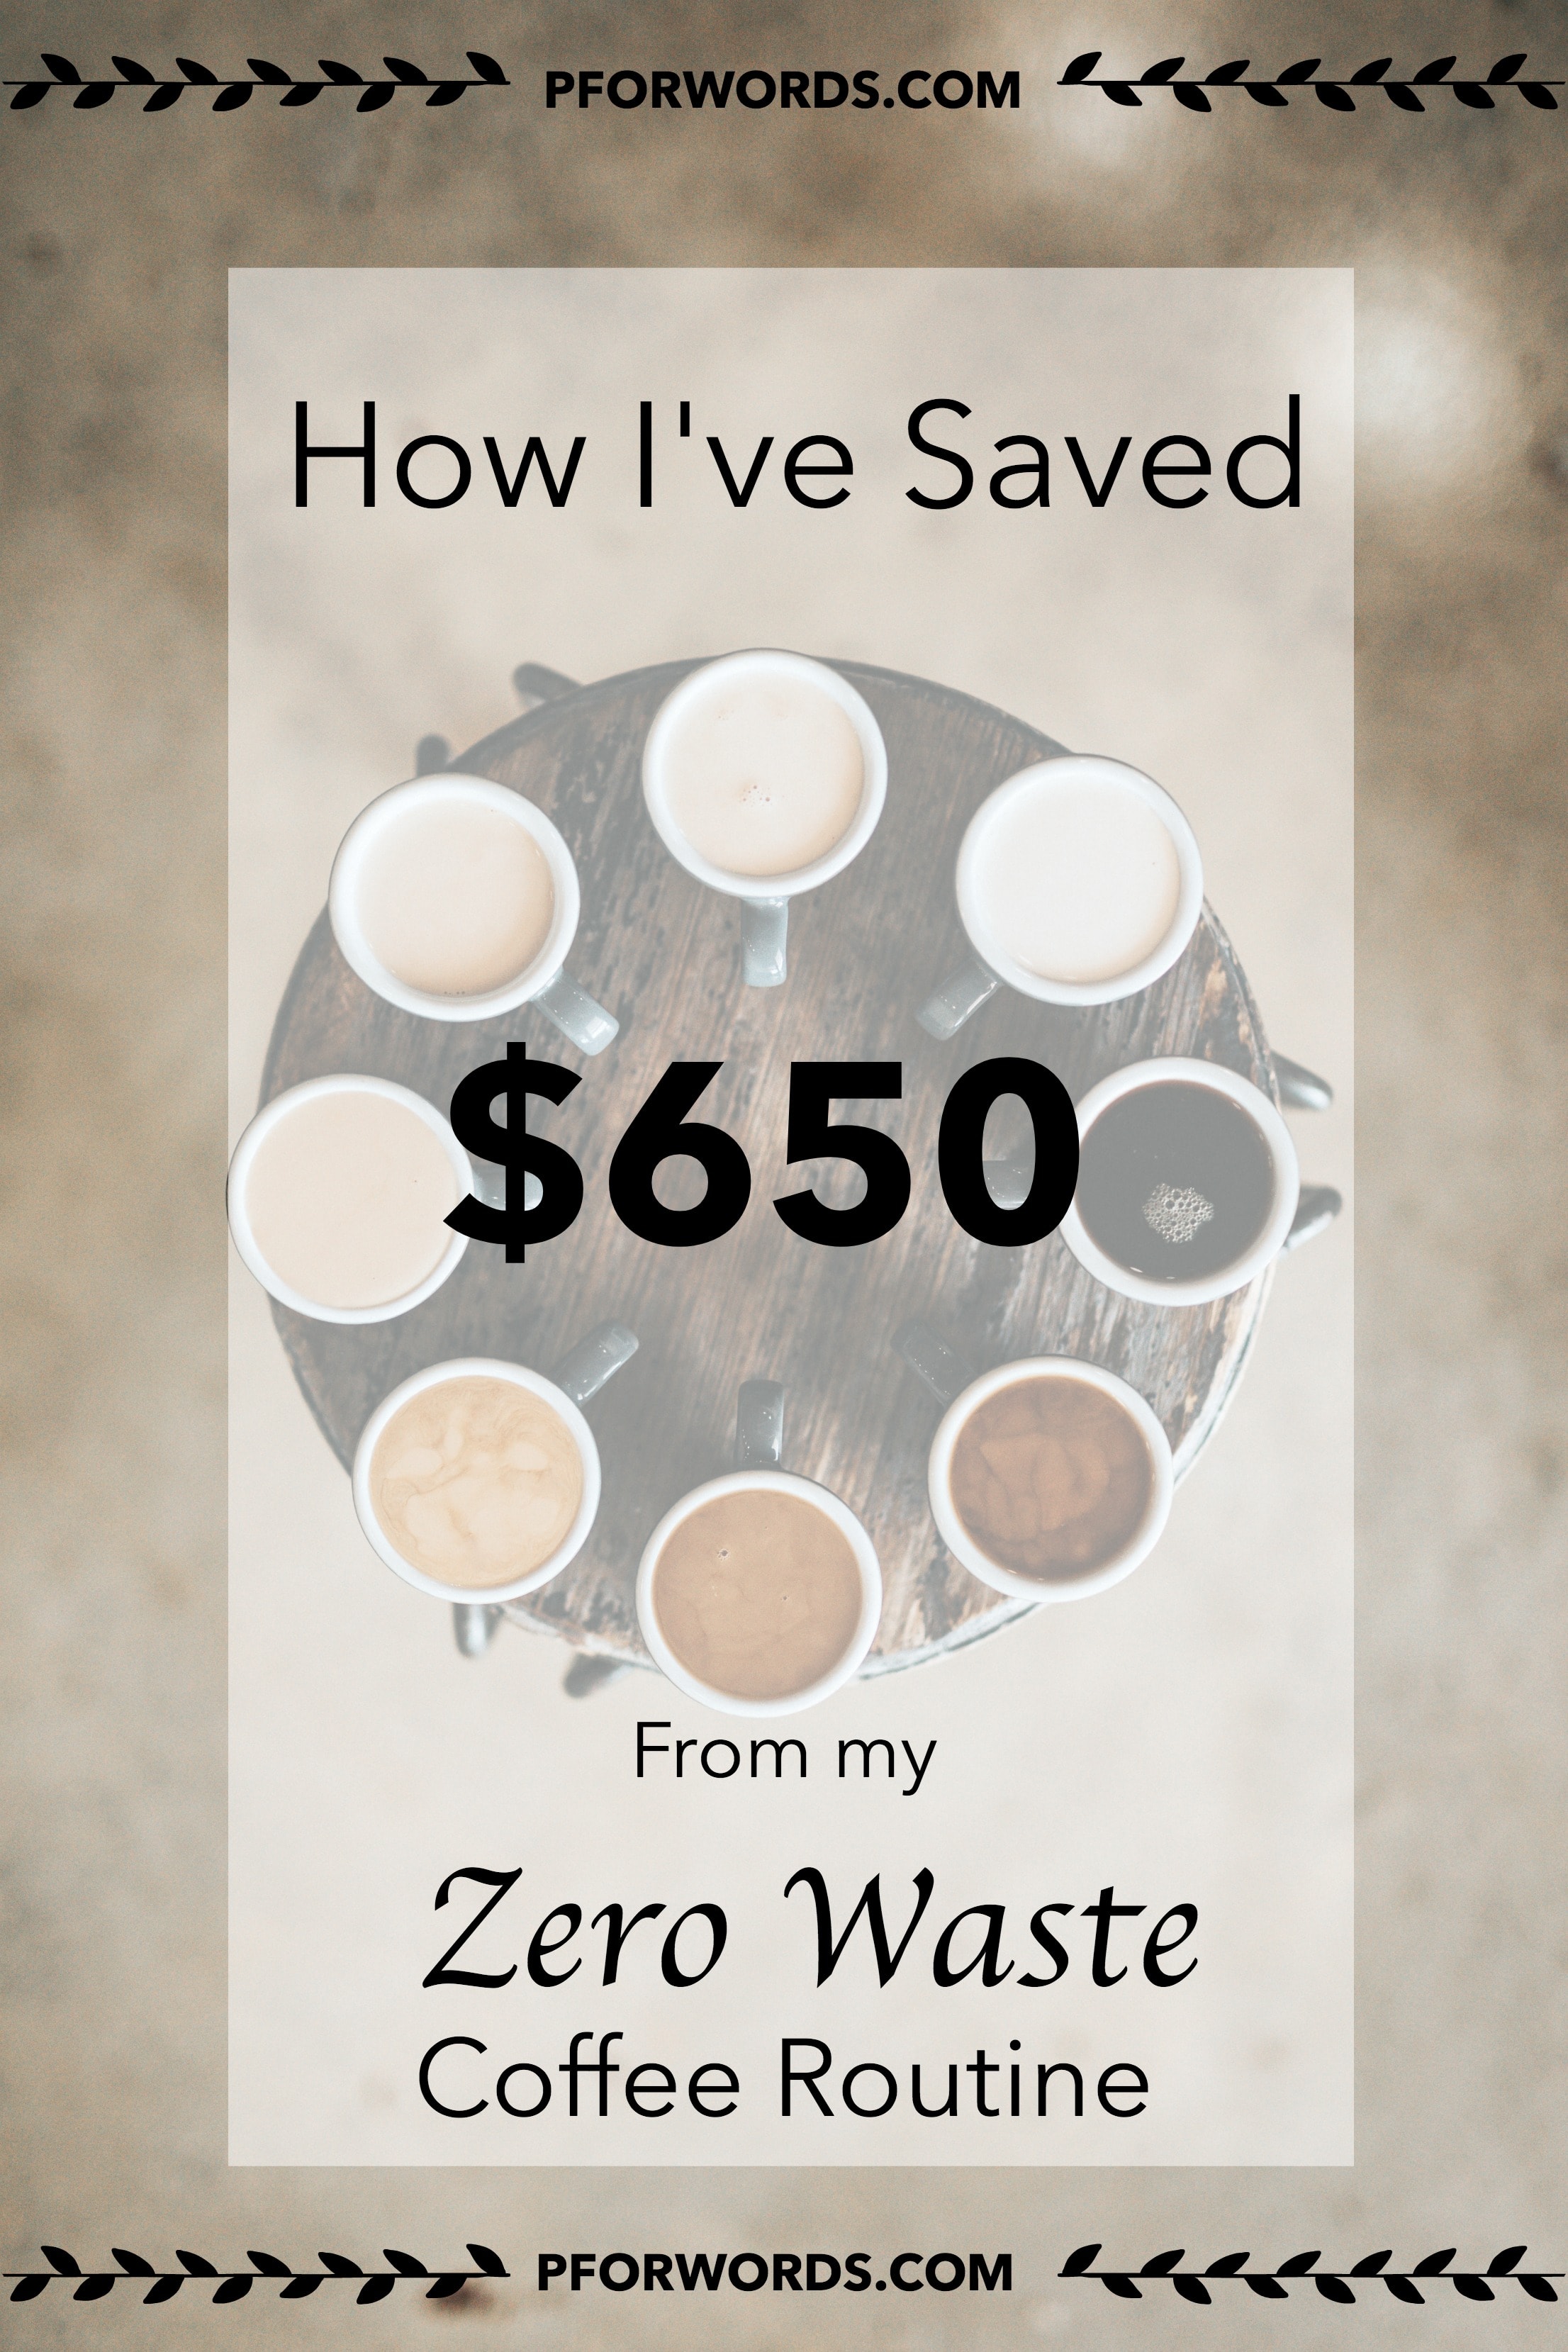 PFORWORDS.COM
How I've Saved
$650
From my
Zero Waste
Coffee Routine
PFORWORDS.COM